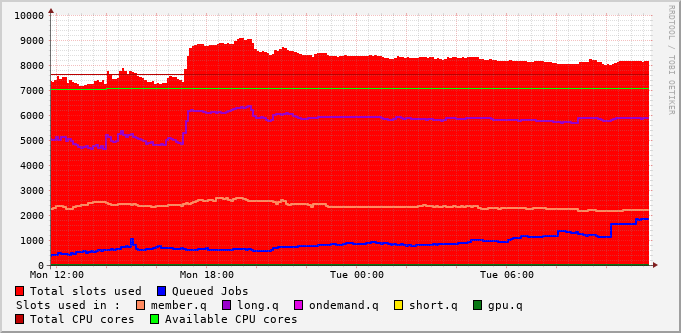 10000
9000
8000
7000
6000
5000
4000
3000
2000
1000
0
Mon 12:00 Mon 18:00 Tue 00:00 Tue 06:00
Total slots used Queued Jobs
Slots used in : member.q long.q ondemand.q short.q gpu.q
Total CPU cores Available CPU cores
RRDTOOL / TOBI OETIKER